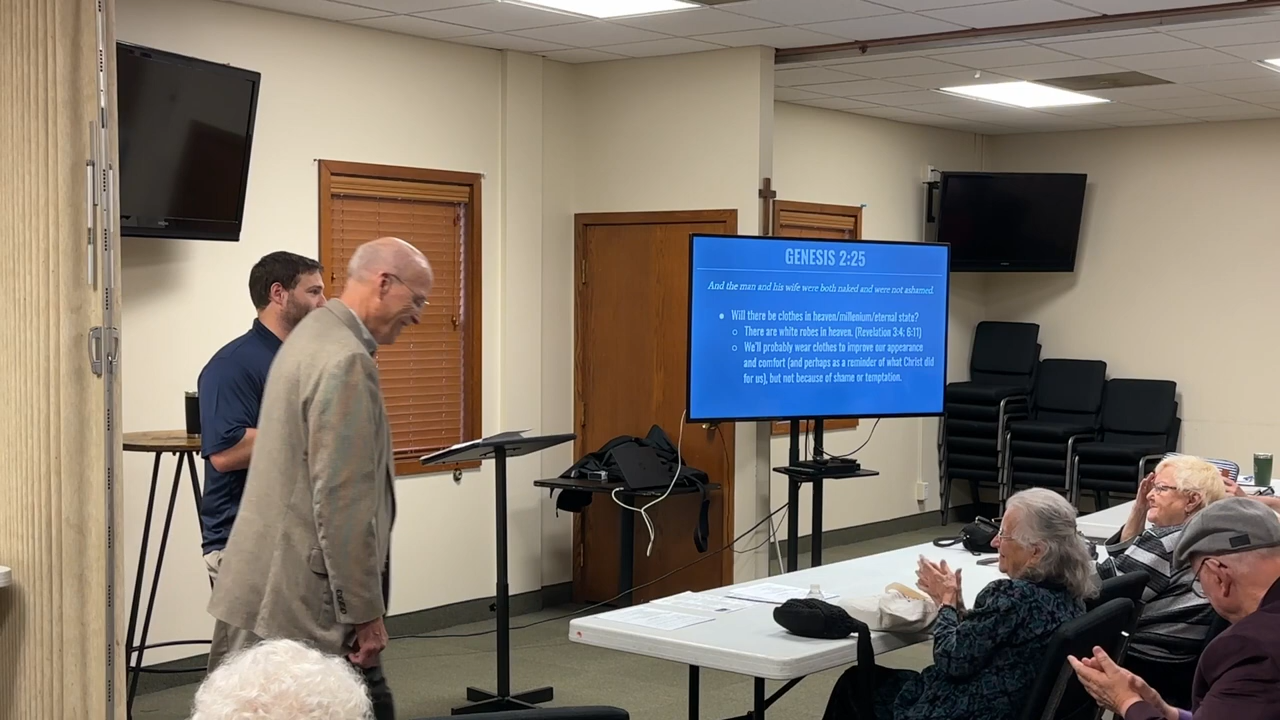 GENESIS 2:25
And the man and his wife were both naked and were not ashamed.
● Will there be clothes in heaven/millenium/eternal state?
○ There are white robes in heaven. (Revelation 3:4; 6:11)
○ We'll probably wear clothes to improve our appearance
and comfort (and perhaps as a reminder of what Christ did
for us), but not because of shame or temptation.